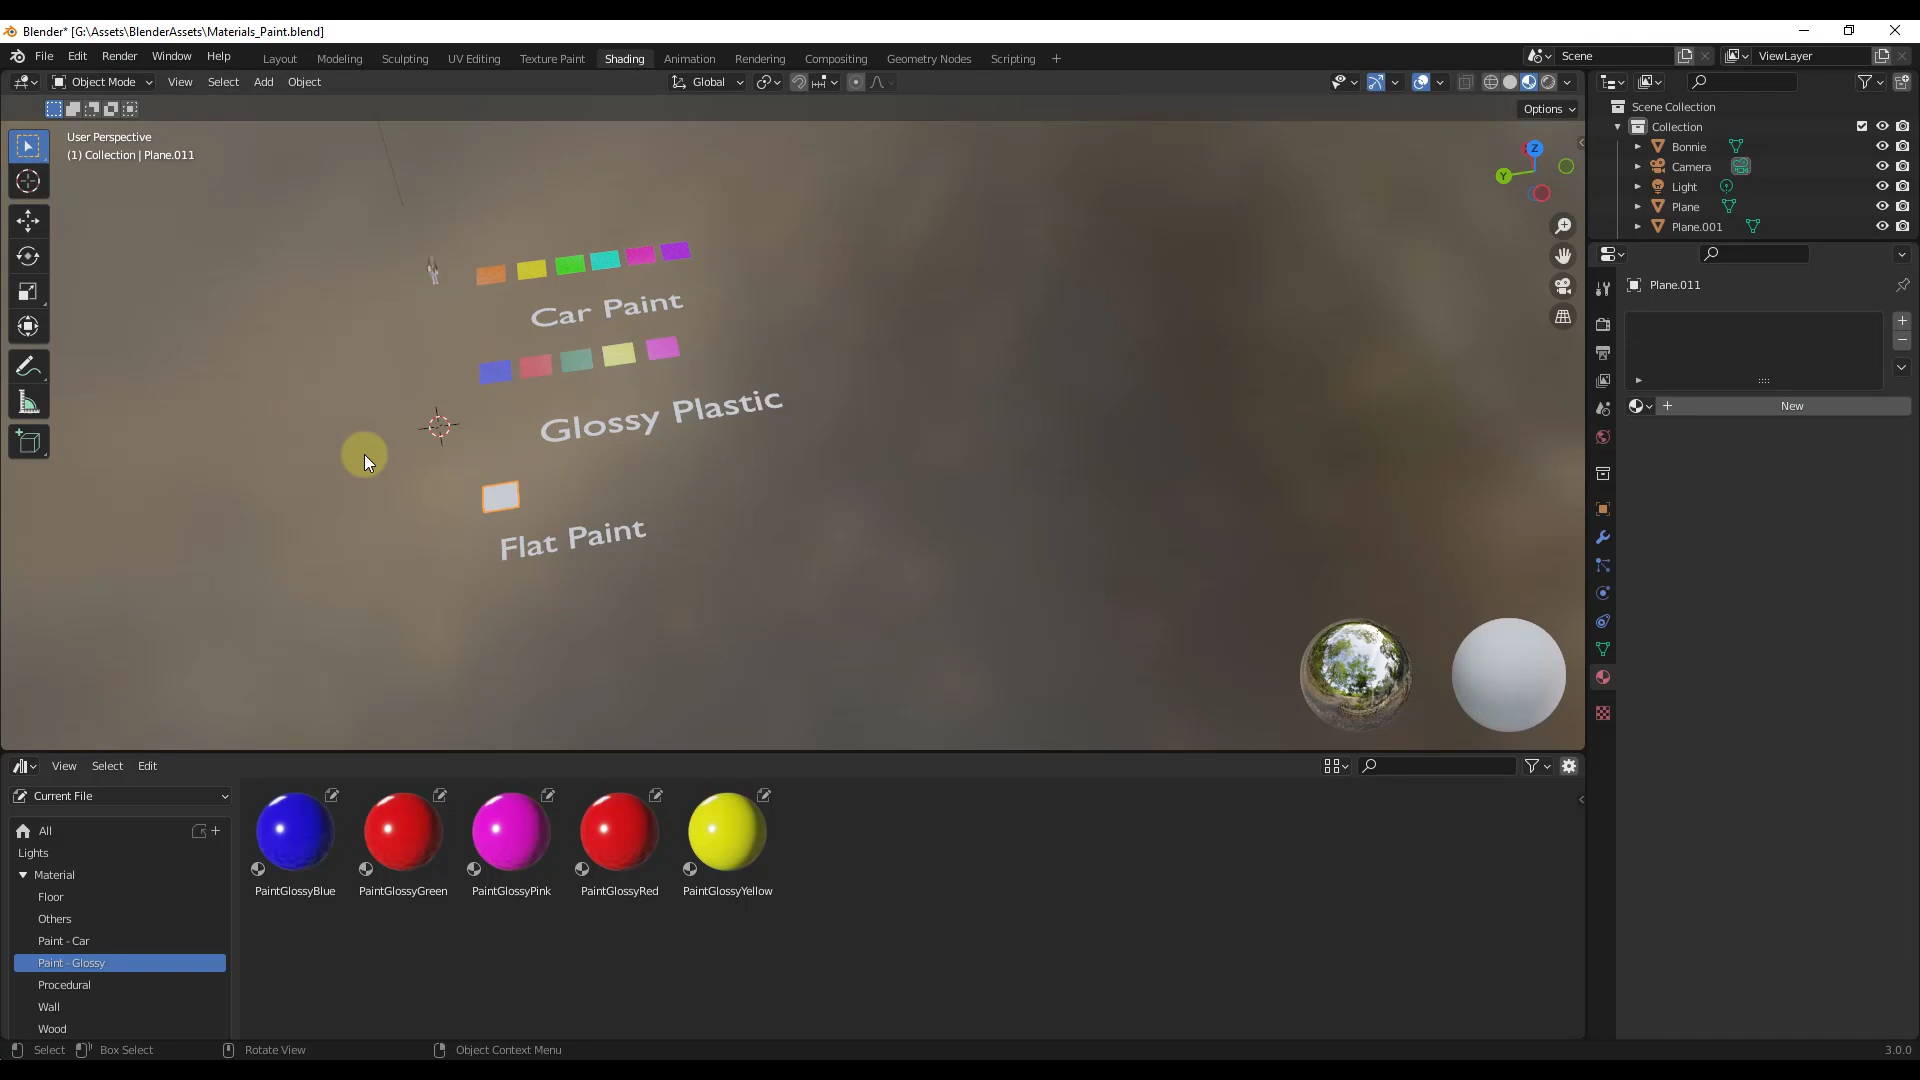 Blender* [G:\Assets\BlenderAssets\Materials_Paint.blend]
File Edit Render Window Help Layout Modeling Sculpting UV Editing Texture Paint Shading Animation Rendering Compositing Geometry Nodes Scripting + Scene ViewLayer
Object Mode View Select Add Object Global
Options
User Perspective
(1) Collection | Plane.011
Z
Y
Car Paint
Glossy Plastic
Flat Paint
Scene Collection
Collection
Bonnie
Camera
Light
Plane
Plane.001
Plane.011
New
View Select Edit
Current File
All
Lights
Material
Floor
Others
Paint - Car
Paint - Glossy
Procedural
Wall
Wood
PaintGlossyBlue PaintGlossyGreen PaintGlossyPink PaintGlossyRed PaintGlossyYellow
Select Box Select Rotate View Object Context Menu 3.0.0